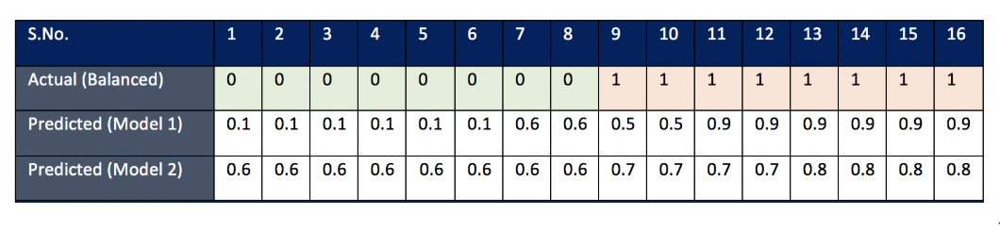 S.No. 1 2 3 4 5 6 7 8 9 10 11 12 13 14 15 16
Actual (Balanced) 0 0 0 0 0 0 0 0 1 1 1 1 1 1 1 1
Predicted (Model 1) 0.1 0.1 0.1 0.1 0.1 0.1 0.6 0.6 0.5 0.5 0.9 0.9 0.9 0.9 0.9 0.9
Predicted (Model 2) 0.6 0.6 0.6 0.6 0.6 0.6 0.6 0.6 0.7 0.7 0.7 0.7 0.8 0.8 0.8 0.8